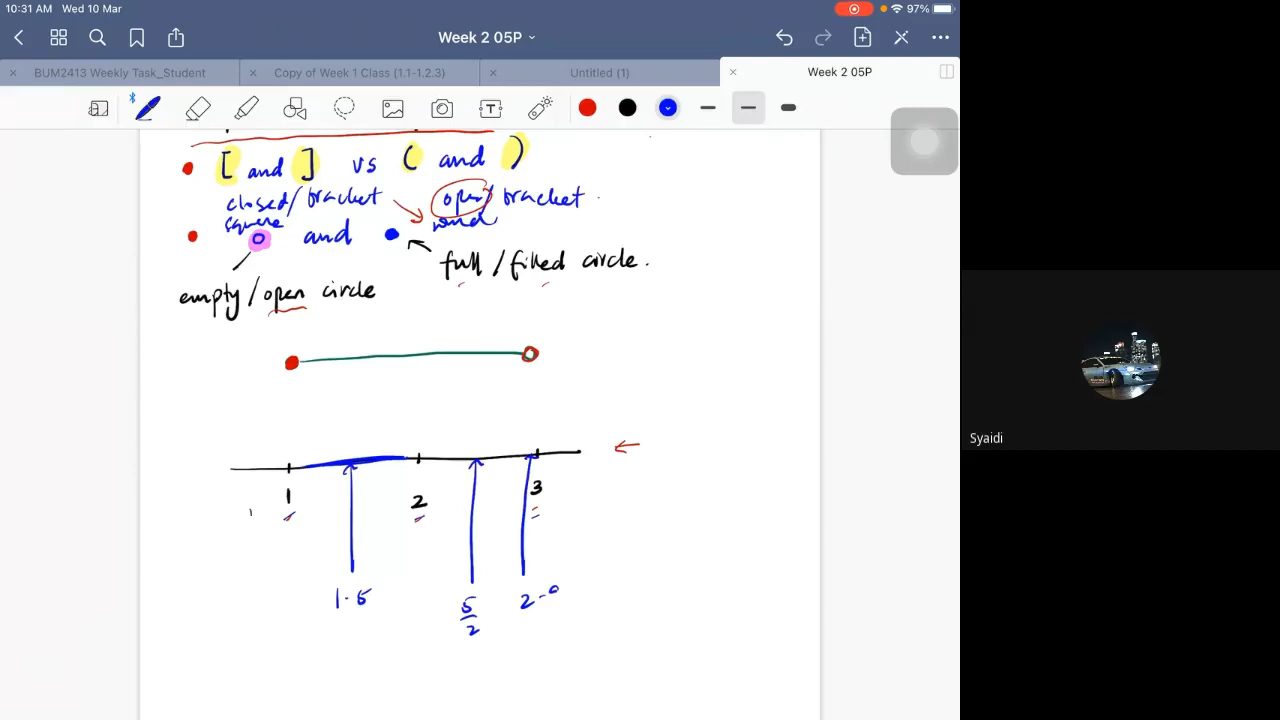 10:31 AM Wed 10 Mar
97%
Week 2 05P
BUM2413 Weekly Task_Student
Copy of Week 1 Class (1.1-1.2.3)
Untitled (1)
Week 2 05P
T
[ and ] vs ( and )
closed/bracket open/bracket
square
and
full/filled circle.
empty/open circle
Syaidi
1 2 3
1.5 5/2 2.9